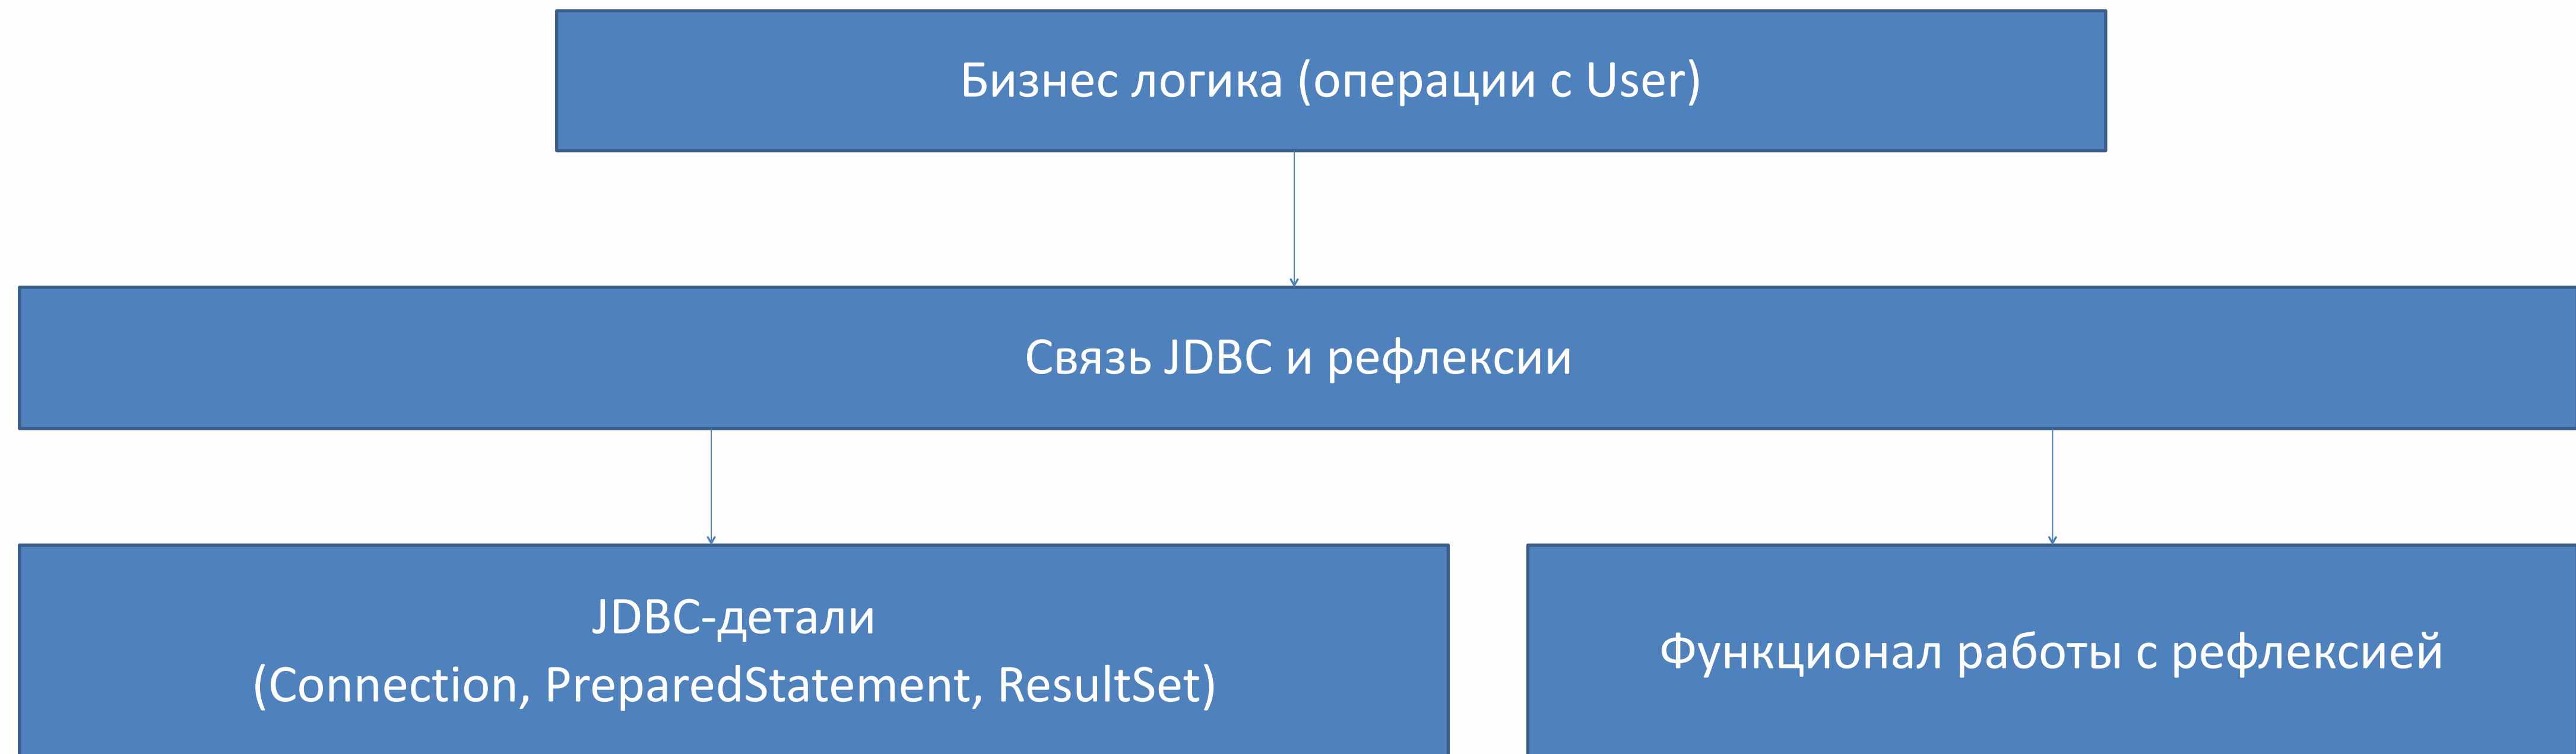 Бизнес логика (операции с User)
Связь JDBC и рефлексии
JDBC-детали
(Connection, PreparedStatement, ResultSet)
Функционал работы с рефлексией